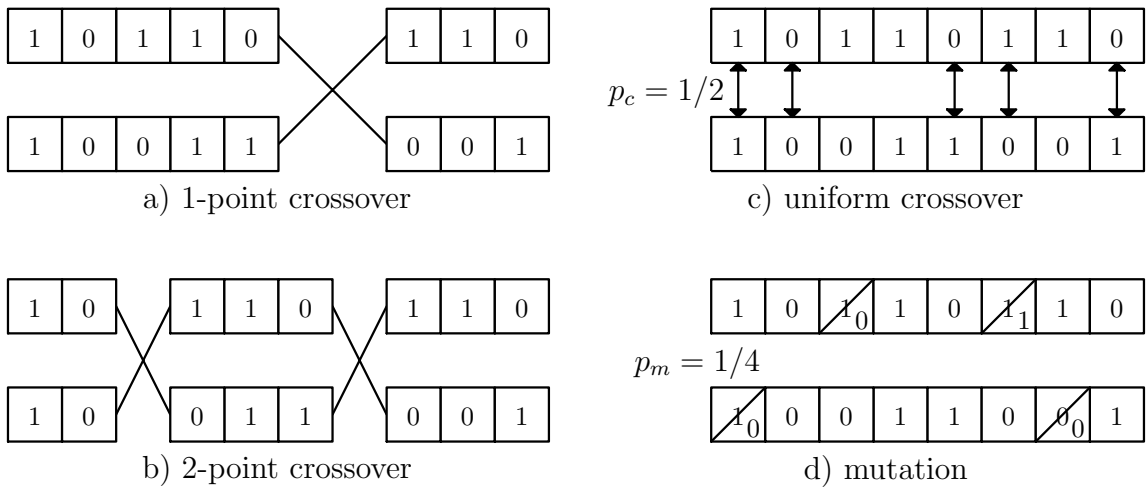 1 0 1 1 0 1 1 0
1 0 0 1 1 0 0 1
a) 1-point crossover
1 0 1 1 0 1 1 0
p_c = 1/2
1 0 0 1 1 0 0 1
c) uniform crossover
1 0 1 1 0 1 1 0
1 0 0 1 1 0 0 1
b) 2-point crossover
1 0 1 0 1 0 1 1 1 0
p_m = 1/4
1 0 0 0 1 1 0 0 0 1
d) mutation